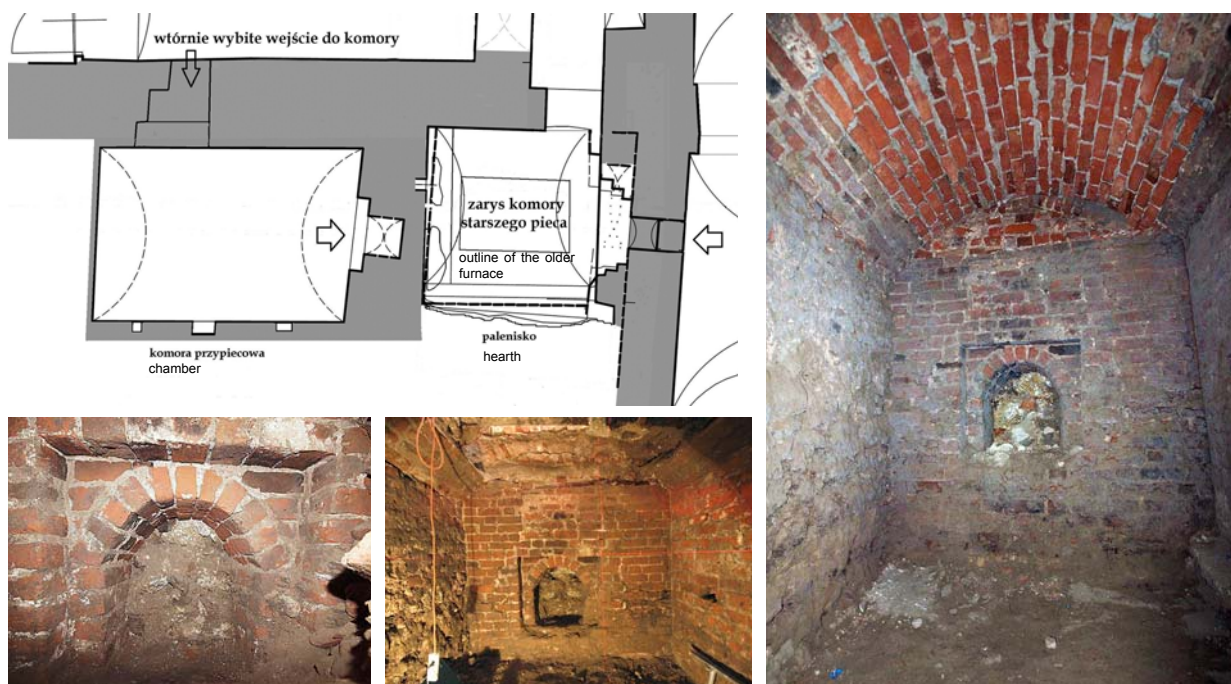 wtórnie wybite wejście do komory
zarys komory
starszego pieca
outline of the older
furnace
palenisko
hearth
komora przypiecowa
chamber